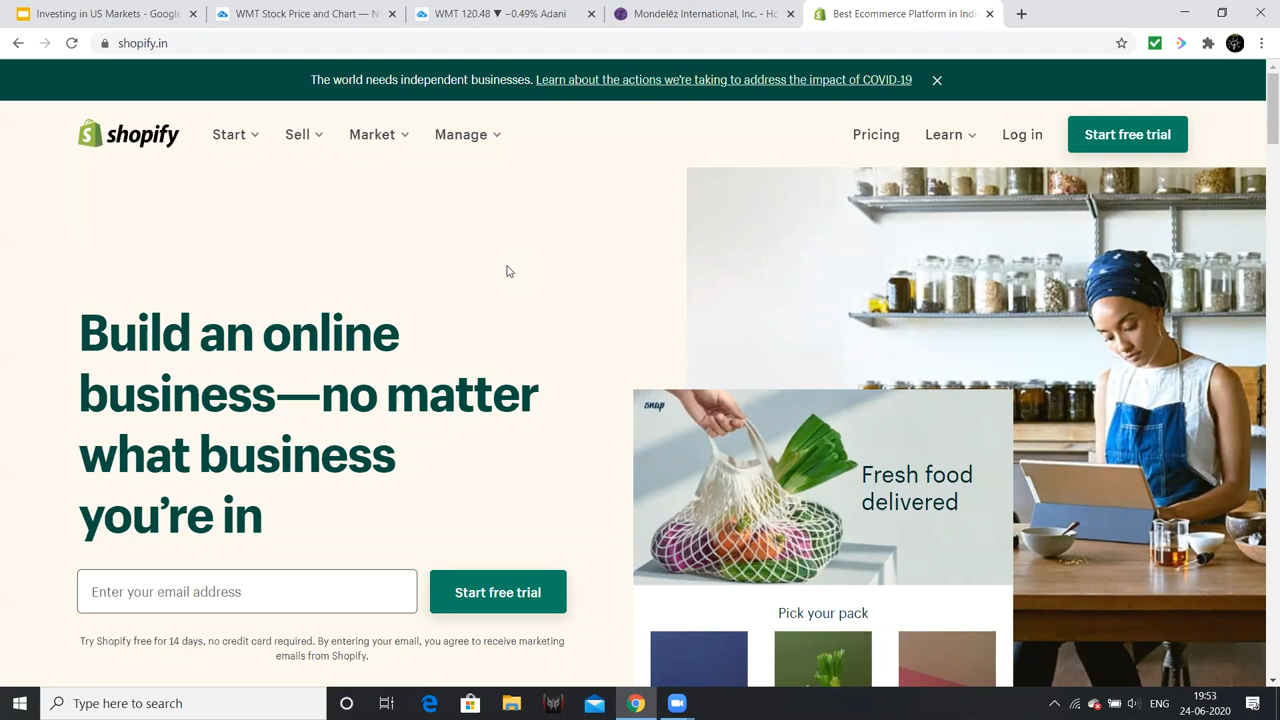 Investing in US Markets - Google
WMT Stock Price and Chart — N
WMT 120.48 ▼ −0.49% Adani
Mondelēz International, Inc. - Ho
Best Ecommerce Platform in Indi
shopify.in
The world needs independent businesses. Learn about the actions we're taking to address the impact of COVID-19
shopify
Start
Sell
Market
Manage
Pricing
Learn
Log in
Start free trial
Build an online
business—no matter
what business
you're in
Enter your email address
Start free trial
Try Shopify free for 14 days, no credit card required. By entering your email, you agree to receive marketing
emails from Shopify.
snap
Fresh food
delivered
Pick your pack
Type here to search
ENG
19:53
24-06-2020